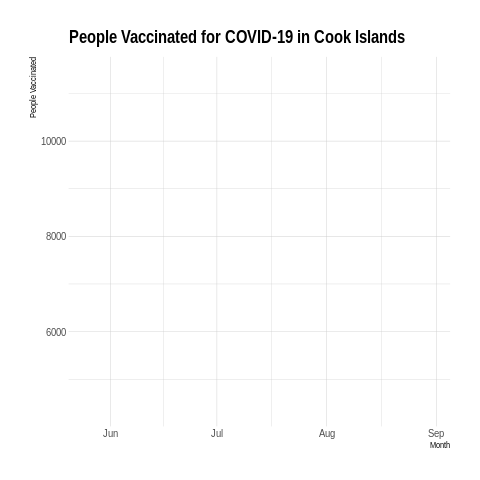 People Vaccinated for COVID-19 in Cook Islands
People Vaccinated
10000
8000
6000
Jun Jul Aug Sep
Month